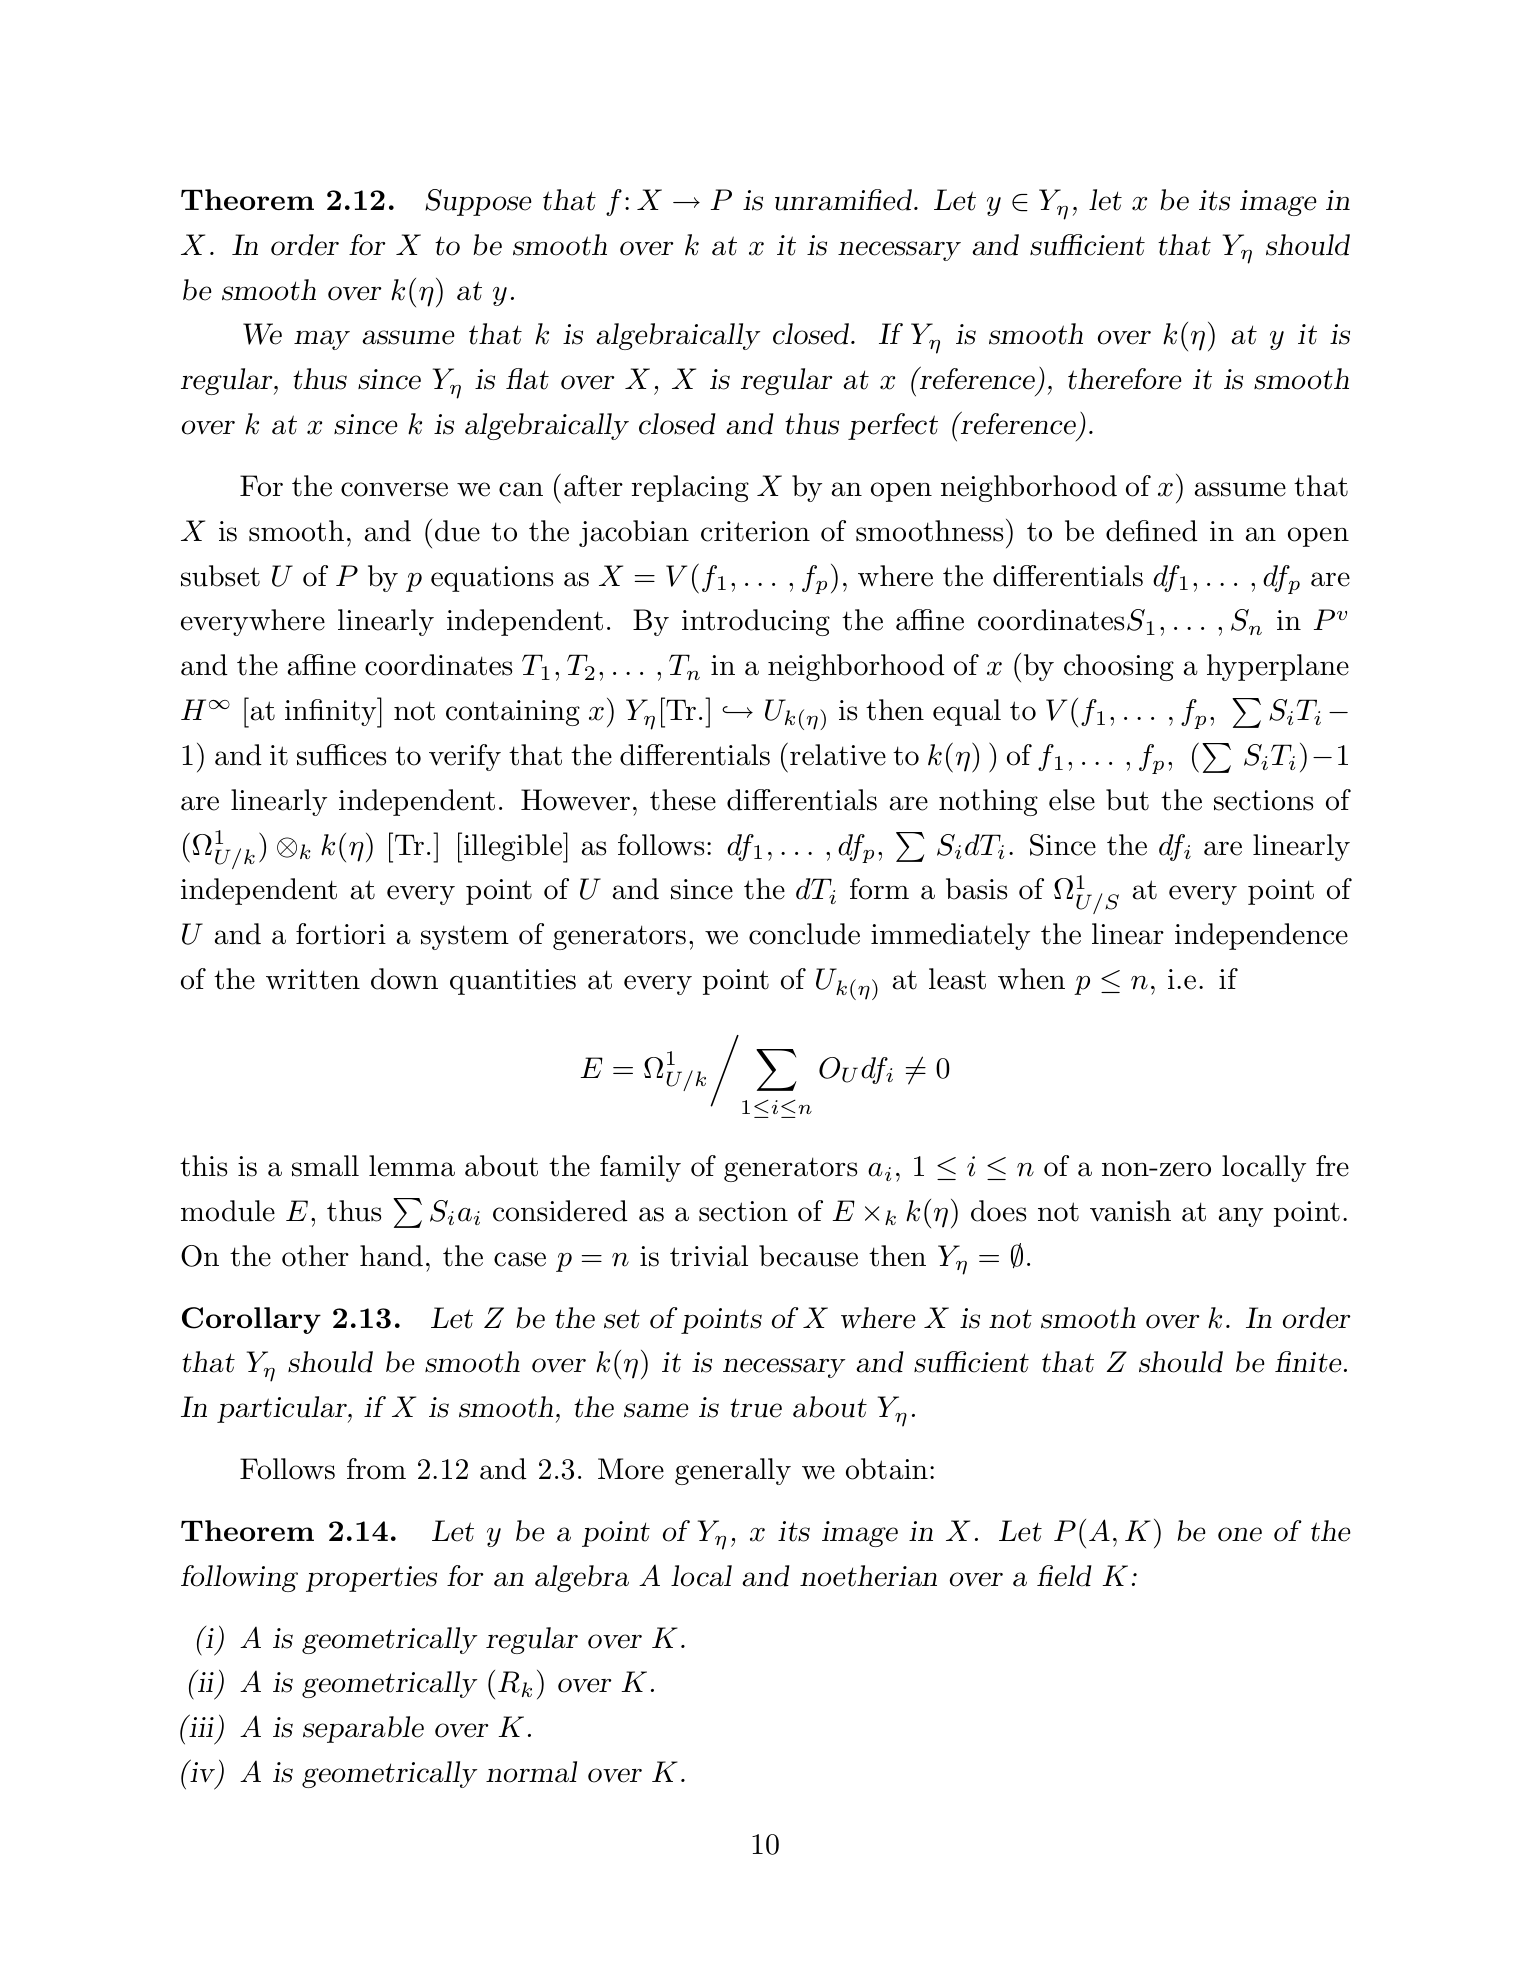 Theorem 2.12. Suppose that f: X → P is unramified. Let y ∈ Y_η, let x be its image in
X. In order for X to be smooth over k at x it is necessary and sufficient that Y_η should
be smooth over k(η) at y.
We may assume that k is algebraically closed. If Y_η is smooth over k(η) at y it is
regular, thus since Y_η is flat over X, X is regular at x (reference), therefore it is smooth
over k at x since k is algebraically closed and thus perfect (reference).
For the converse we can (after replacing X by an open neighborhood of x) assume that
X is smooth, and (due to the jacobian criterion of smoothness) to be defined in an open
subset U of P by p equations as X = V(f_1, . . . , f_p), where the differentials df_1, . . . , df_p are
everywhere linearly independent. By introducing the affine coordinatesS_1, . . . , S_n in P^v
and the affine coordinates T_1, T_2, . . . , T_n in a neighborhood of x (by choosing a hyperplane
H^∞ [at infinity] not containing x) Y_η[Tr.] ↪ U_{k(η)} is then equal to V(f_1, . . . , f_p, ∑ S_iT_i −
1) and it suffices to verify that the differentials (relative to k(η) ) of f_1, . . . , f_p, (∑ S_iT_i)−1
are linearly independent. However, these differentials are nothing else but the sections of
(Ω^1_{U/k}) ⊗_k k(η) [Tr.] [illegible] as follows: df_1, . . . , df_p, ∑ S_idT_i. Since the df_i are linearly
independent at every point of U and since the dT_i form a basis of Ω^1_{U/S} at every point of
U and a fortiori a system of generators, we conclude immediately the linear independence
of the written down quantities at every point of U_{k(η)} at least when p ≤ n, i.e. if
E = Ω^1_{U/k} / ∑_{1≤i≤n} O_U df_i ≠ 0
this is a small lemma about the family of generators a_i, 1 ≤ i ≤ n of a non-zero locally fre
module E, thus ∑ S_ia_i considered as a section of E ×_k k(η) does not vanish at any point.
On the other hand, the case p = n is trivial because then Y_η = ∅.
Corollary 2.13. Let Z be the set of points of X where X is not smooth over k. In order
that Y_η should be smooth over k(η) it is necessary and sufficient that Z should be finite.
In particular, if X is smooth, the same is true about Y_η.
Follows from 2.12 and 2.3. More generally we obtain:
Theorem 2.14. Let y be a point of Y_η, x its image in X. Let P(A, K) be one of the
following properties for an algebra A local and noetherian over a field K:
(i) A is geometrically regular over K.
(ii) A is geometrically (R_k) over K.
(iii) A is separable over K.
(iv) A is geometrically normal over K.
10